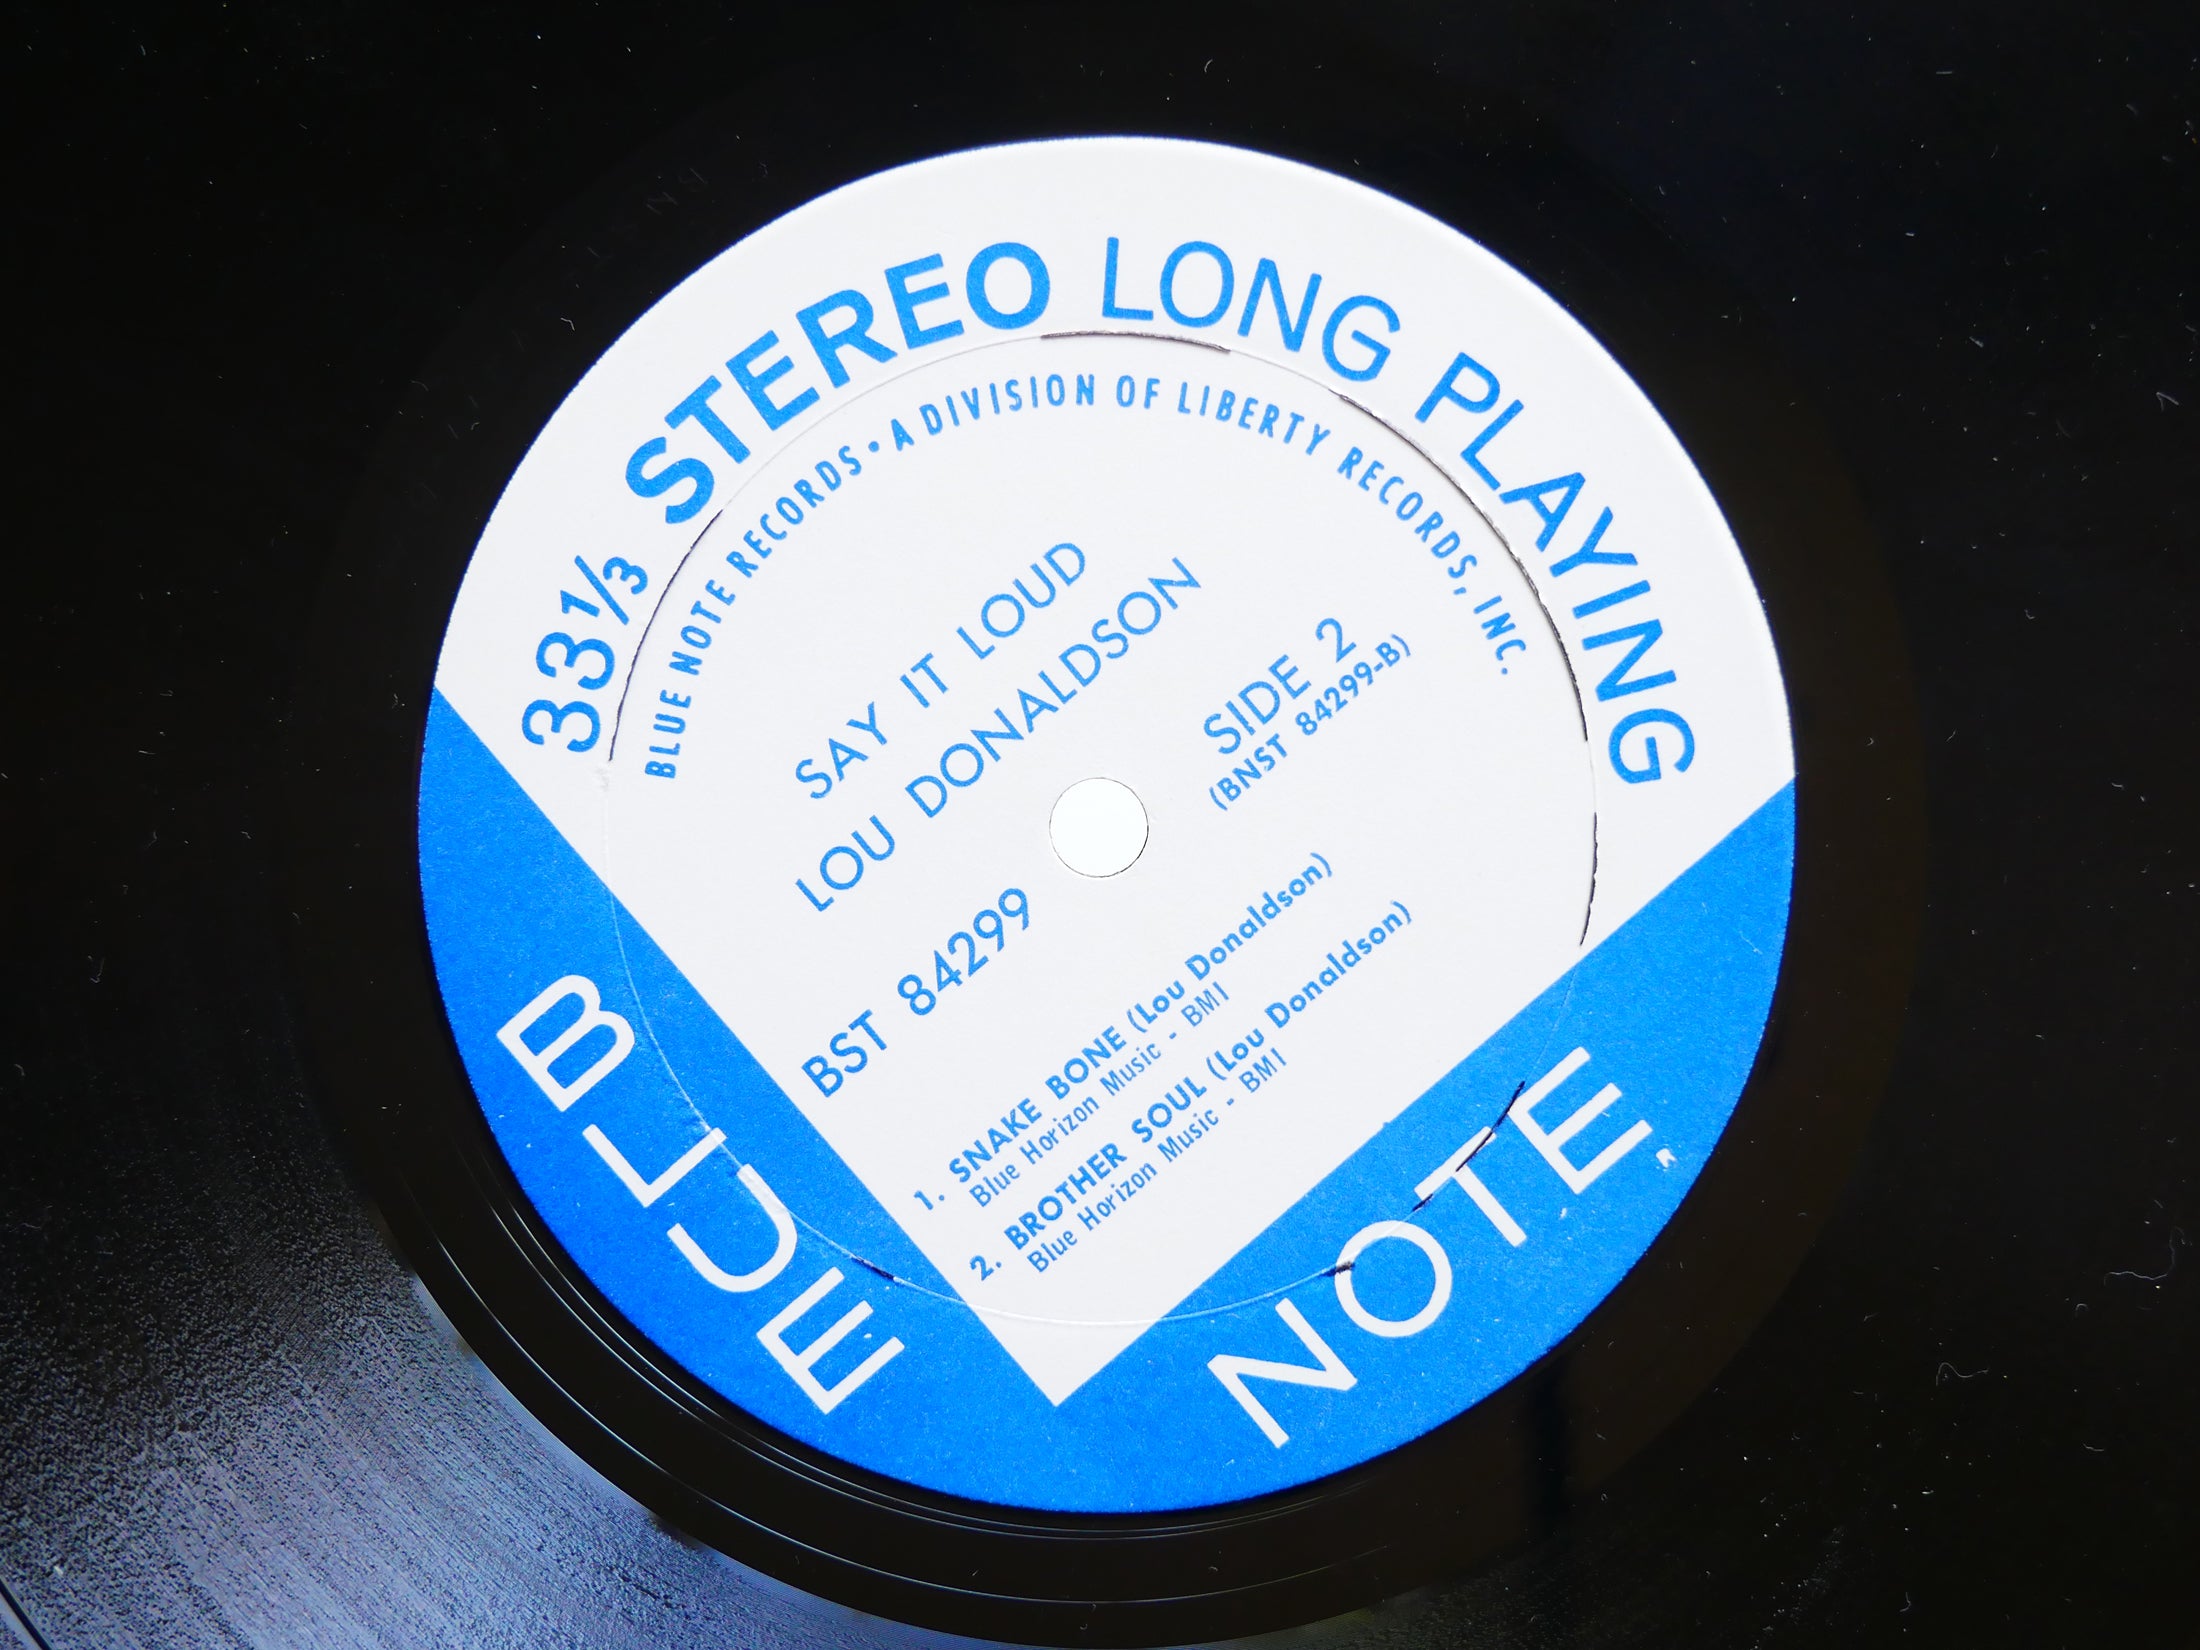 33⅓ STEREO LONG PLAYING
BLUE NOTE RECORDS • A DIVISION OF LIBERTY RECORDS, INC.
SAY IT LOUD
LOU DONALDSON
SIDE 2
(BNST 84299-B)
BST 84299
1. SNAKE BONE (Lou Donaldson)
Blue Horizon Music - BMI
2. BROTHER SOUL (Lou Donaldson)
Blue Horizon Music - BMI
BLUE NOTE